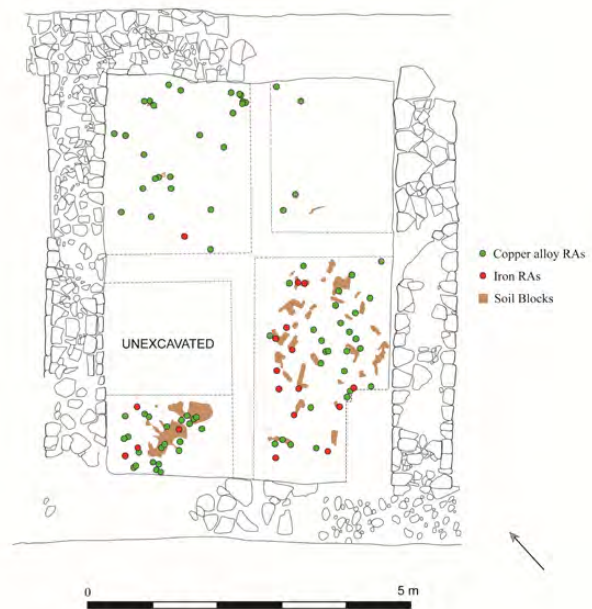 Copper alloy RAs
Iron RAs
Soil Blocks
UNEXCAVATED
0
5 m